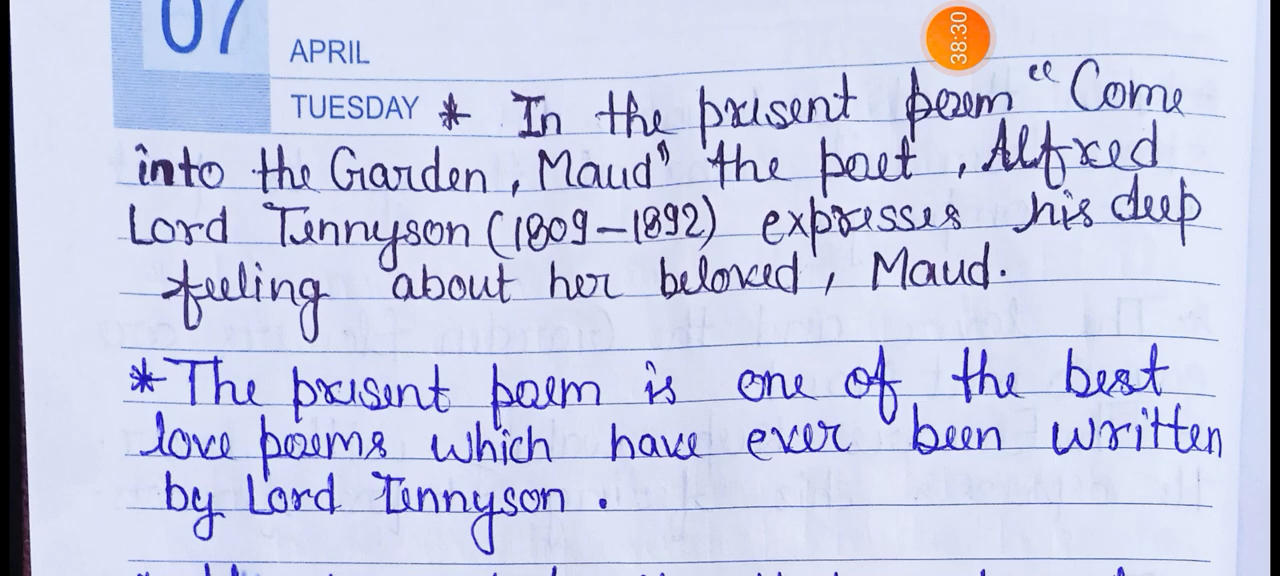 07
APRIL
38:30
TUESDAY * In the present poem "Come
into the Garden, Maud" the poet, Alfred
Lord Tennyson (1809-1892) expresses his deep
feeling about her beloved, Maud.
* The present poem is one of the best
love poems which have ever been written
by Lord Tennyson.